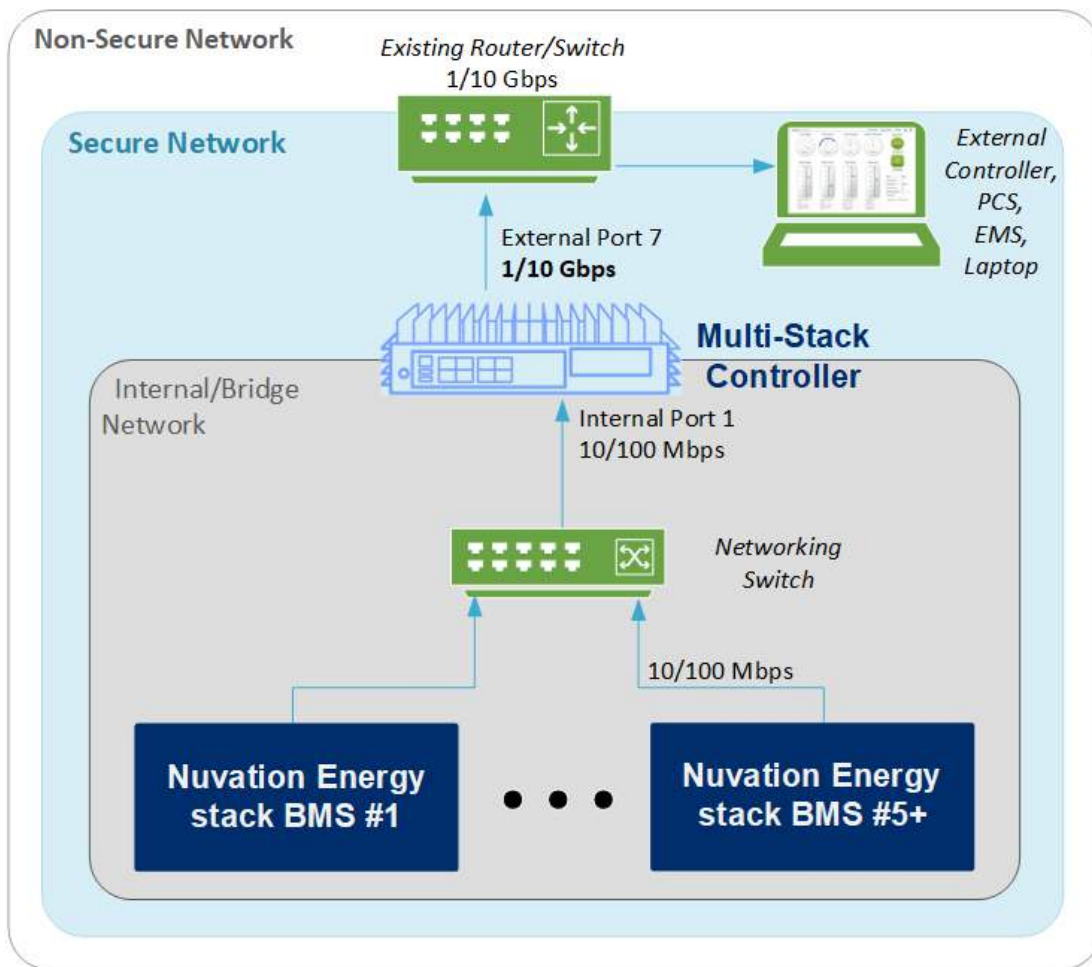 Non-Secure Network
Existing Router/Switch
1/10 Gbps
Secure Network
External
Controller,
PCS,
EMS,
Laptop
External Port 7
1/10 Gbps
Multi-Stack
Controller
Internal/Bridge
Network
Internal Port 1
10/100 Mbps
Networking
Switch
10/100 Mbps
Nuvation Energy
stack BMS #1
Nuvation Energy
stack BMS #5+